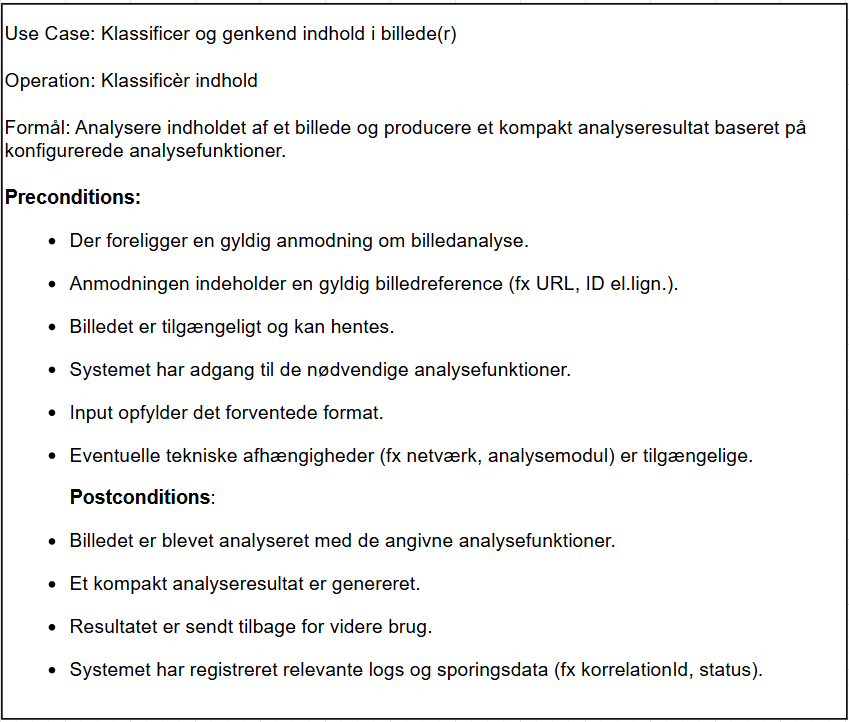 Use Case: Klassificer og genkend indhold i billede(r)
Operation: Klassificèr indhold
Formål: Analysere indholdet af et billede og producere et kompakt analyseresultat baseret på
konfigurerede analysefunktioner.
Preconditions:
• Der foreligger en gyldig anmodning om billedanalyse.
• Anmodningen indeholder en gyldig billedreference (fx URL, ID el.lign.).
• Billedet er tilgængeligt og kan hentes.
• Systemet har adgang til de nødvendige analysefunktioner.
• Input opfylder det forventede format.
• Eventuelle tekniske afhængigheder (fx netværk, analysemodul) er tilgængelige.
Postconditions:
• Billedet er blevet analyseret med de angivne analysefunktioner.
• Et kompakt analyseresultat er genereret.
• Resultatet er sendt tilbage for videre brug.
• Systemet har registreret relevante logs og sporingsdata (fx korrelationId, status).